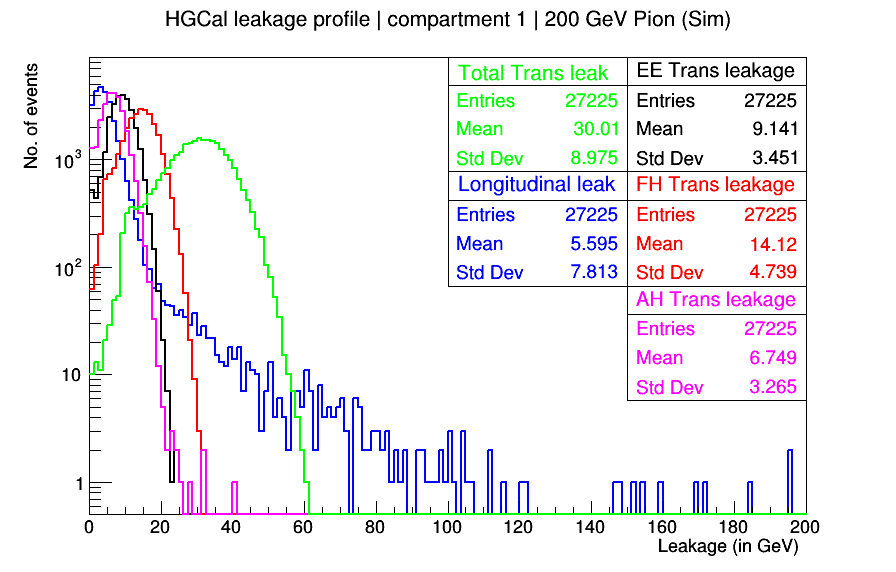 HGCal leakage profile | compartment 1 | 200 GeV Pion (Sim)
No. of events
10³
10²
10
1
0 20 40 60 80 100 120 140 160 180 200
Leakage (in GeV)
Total Trans leak
Entries 27225
Mean 30.01
Std Dev 8.975
EE Trans leakage
Entries 27225
Mean 9.141
Std Dev 3.451
Longitudinal leak
Entries 27225
Mean 5.595
Std Dev 7.813
FH Trans leakage
Entries 27225
Mean 14.12
Std Dev 4.739
AH Trans leakage
Entries 27225
Mean 6.749
Std Dev 3.265